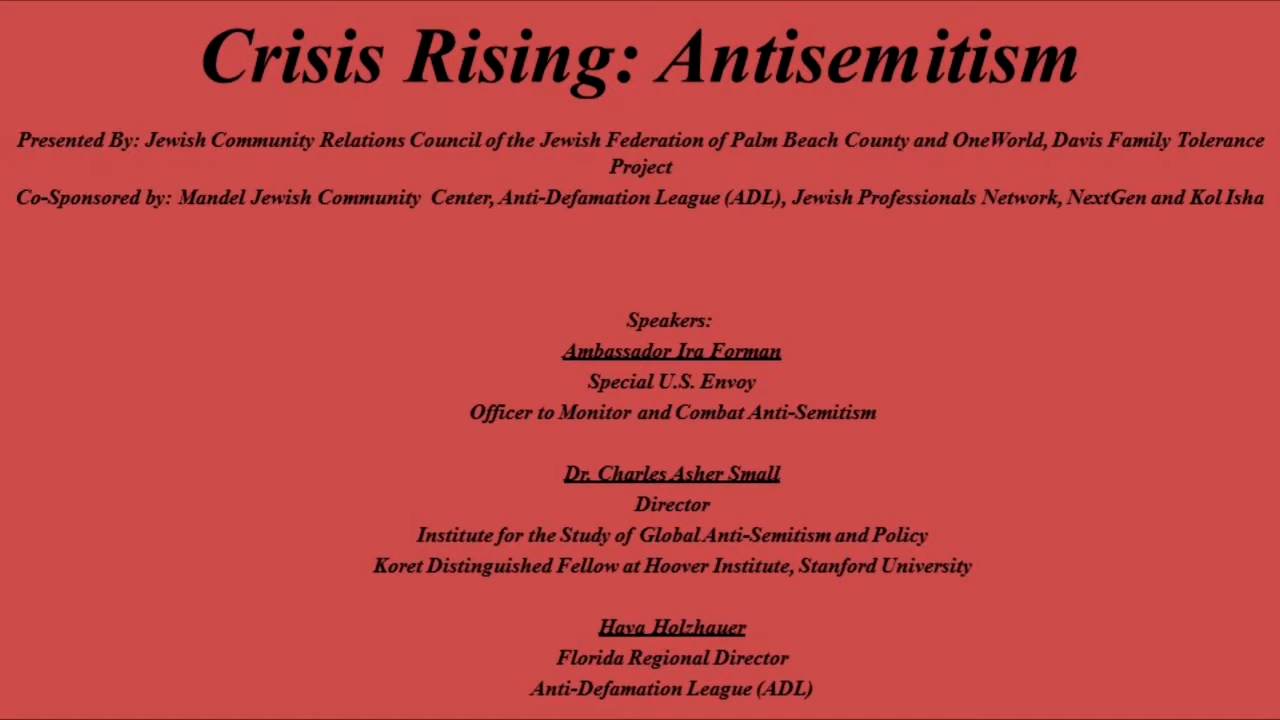 Crisis Rising: Antisemitism
Presented By: Jewish Community Relations Council of the Jewish Federation of Palm Beach County and OneWorld, Davis Family Tolerance
Project
Co-Sponsored by: Mandel Jewish Community Center, Anti-Defamation League (ADL), Jewish Professionals Network, NextGen and Kol Isha
Speakers:
Ambassador Ira Forman
Special U.S. Envoy
Officer to Monitor and Combat Anti-Semitism
Dr. Charles Asher Small
Director
Institute for the Study of Global Anti-Semitism and Policy
Koret Distinguished Fellow at Hoover Institute, Stanford University
Hava Holzhauer
Florida Regional Director
Anti-Defamation League (ADL)